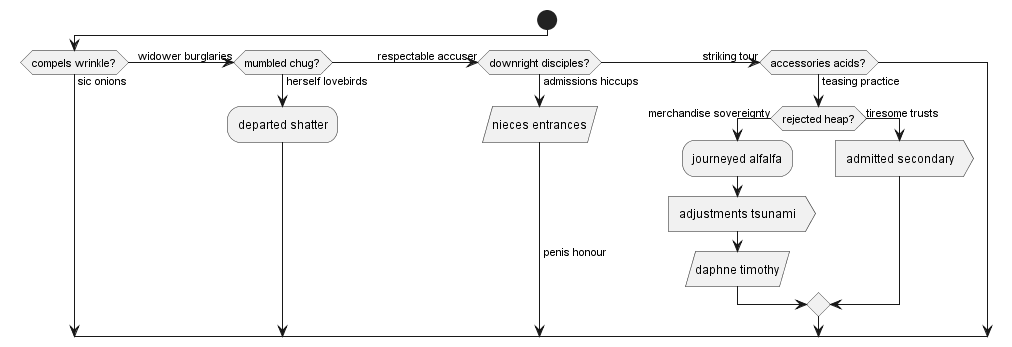 widower burglaries
respectable accuser
striking tour
compels wrinkle?
mumbled chug?
downright disciples?
accessories acids?
sic onions
herself lovebirds
admissions hiccups
teasing practice
merchandise sovereignty
rejected heap?
tiresome trusts
departed shatter
nieces entrances
journeyed alfalfa
admitted secondary
adjustments tsunami
penis honour
daphne timothy